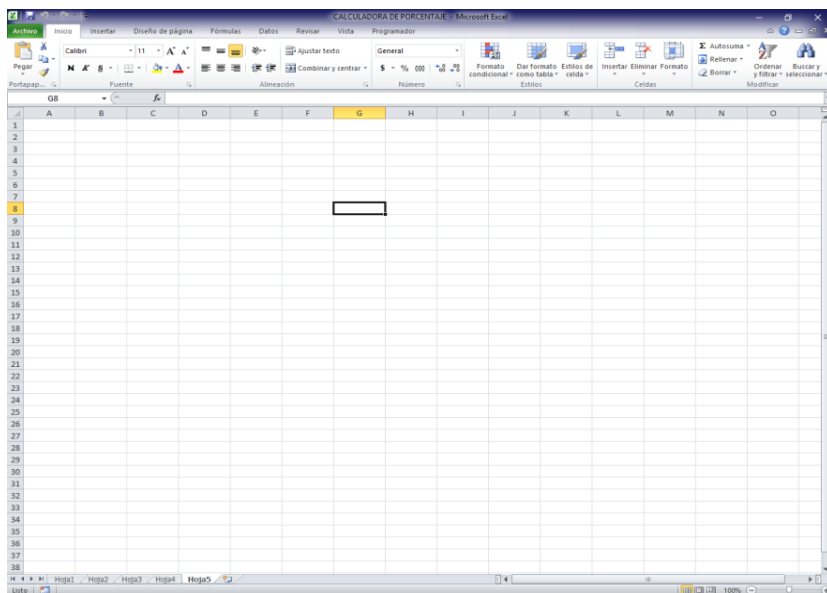 CALCULADORA DE PORCENTAJE - Microsoft Excel
Archivo Inicio Insertar Diseño de página Fórmulas Datos Revisar Vista Programador
Pegar
Portapap...
Calibri 11
N K S
Fuente
Ajustar texto
Combinar y centrar
Alineación
General
$ % 000
Número
Formato condicional
Dar formato como tabla
Estilos de celda
Estilos
Insertar Eliminar Formato
Celdas
Σ Autosuma
Rellenar
Borrar
Ordenar y filtrar
Buscar y seleccionar
Modificar
G8 fx
A B C D E F G H I J K L M N O
1
2
3
4
5
6
7
8
9
10
11
12
13
14
15
16
17
18
19
20
21
22
23
24
25
26
27
28
29
30
31
32
33
34
35
36
37
38
Hoja1 Hoja2 Hoja3 Hoja4 Hoja5
Listo 100%